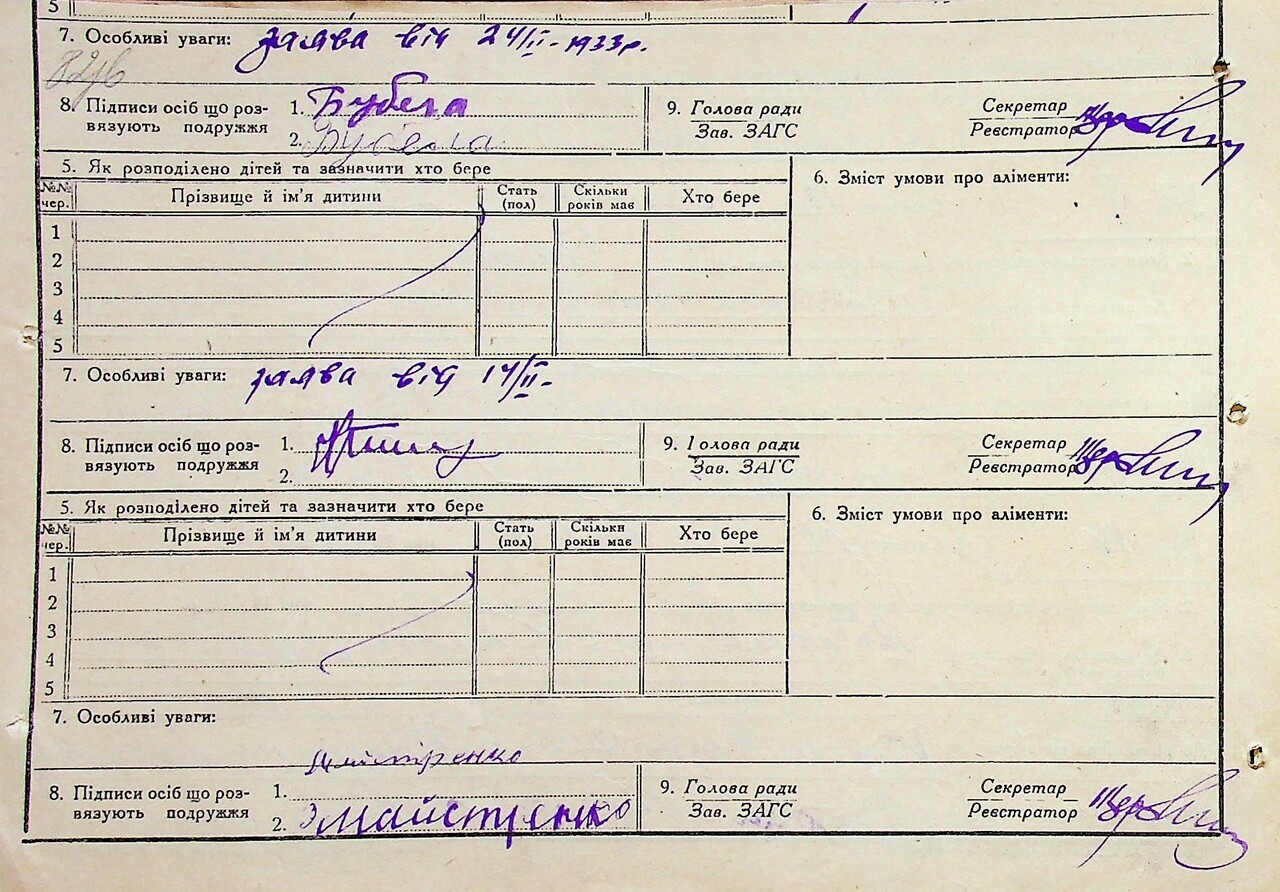 5
7. Особливі уваги: заява від 24/II-1933р.
8. Підписи осіб що роз-
вязують подружжя
1. Бубела
2. Бубела
9. Голова ради
Зав. ЗАГС
Секретар
Реєстратор
5. Як розподілено дітей та зазначити хто бере
6. Зміст умови про аліменти:
№№ чер. Прізвище й ім'я дитини Стать (пол) Скільки років має Хто бере
1
2
3
4
5
7. Особливі уваги: заява від 14/II-
8. Підписи осіб що роз-
вязують подружжя
1.
2.
9. Голова ради
Зав. ЗАГС
Секретар
Реєстратор
5. Як розподілено дітей та зазначити хто бере
6. Зміст умови про аліменти:
№№ чер. Прізвище й ім'я дитини Стать (пол) Скільки років має Хто бере
1
2
3
4
5
7. Особливі уваги:
8. Підписи осіб що роз-
вязують подружжя
1.
2. Майстренко
9. Голова ради
Зав. ЗАГС
Секретар
Реєстратор